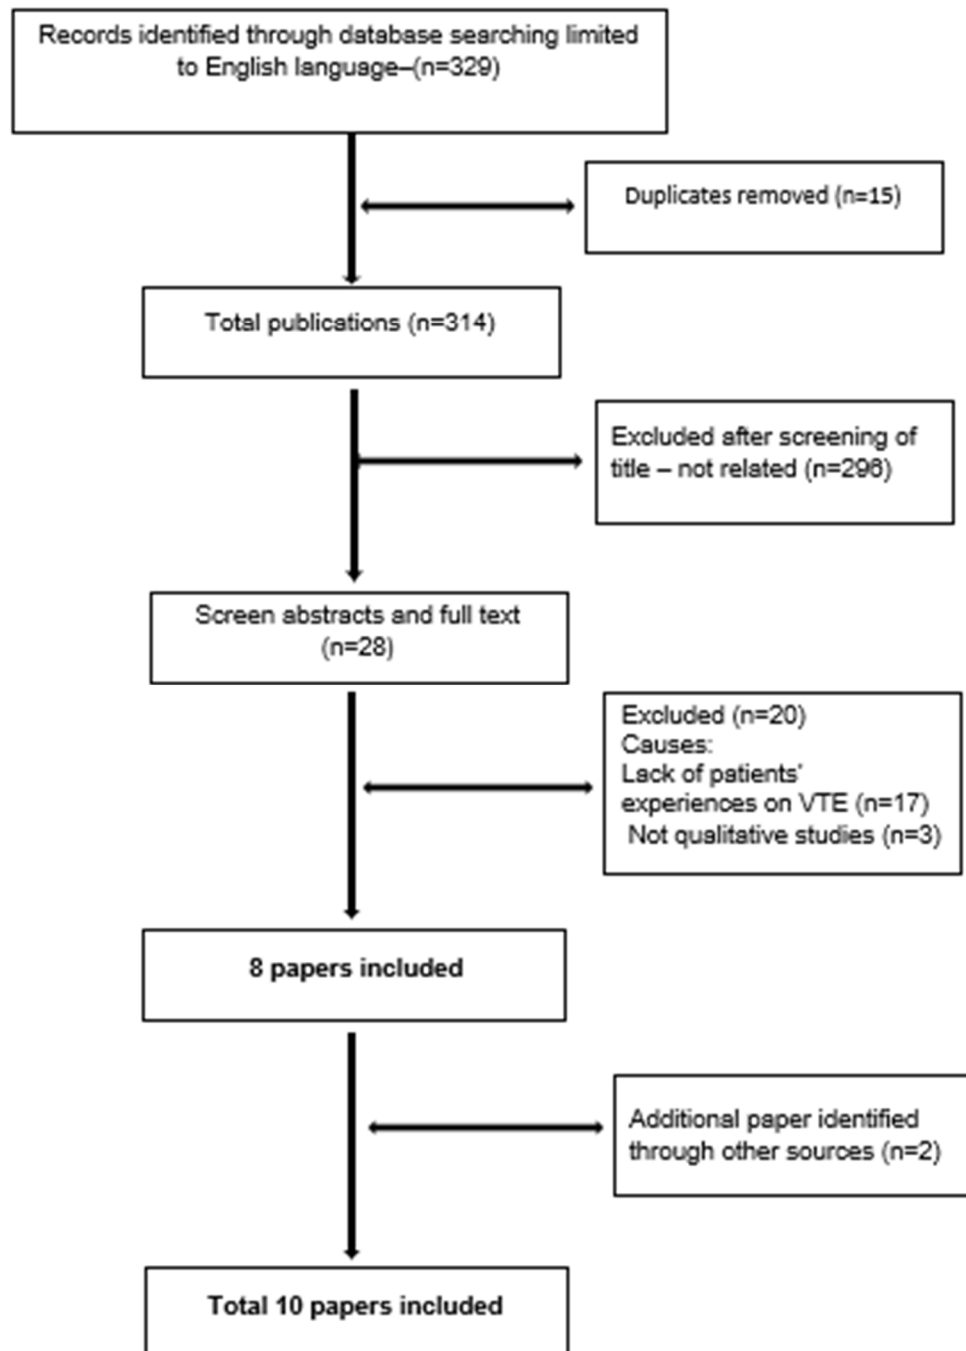 Records identified through database searching limited
to English language–(n=329)
Duplicates removed (n=15)
Total publications (n=314)
Excluded after screening of
title – not related (n=296)
Screen abstracts and full text
(n=28)
Excluded (n=20)
Causes:
Lack of patients'
experiences on VTE (n=17)
Not qualitative studies (n=3)
8 papers included
Additional paper identified
through other sources (n=2)
Total 10 papers included